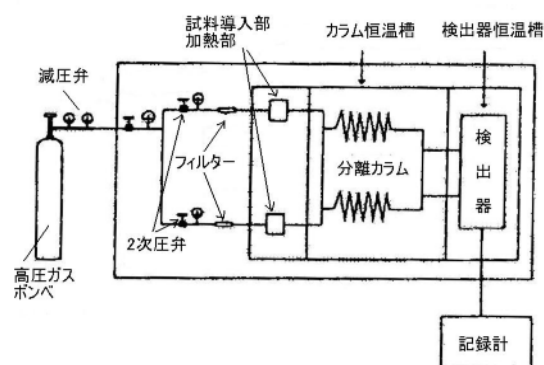 試料導入部
加熱部
カラム恒温槽
検出器恒温槽
減圧弁
フィルター
分離カラム
検出器
2次圧弁
高圧ガス
ボンベ
記録計